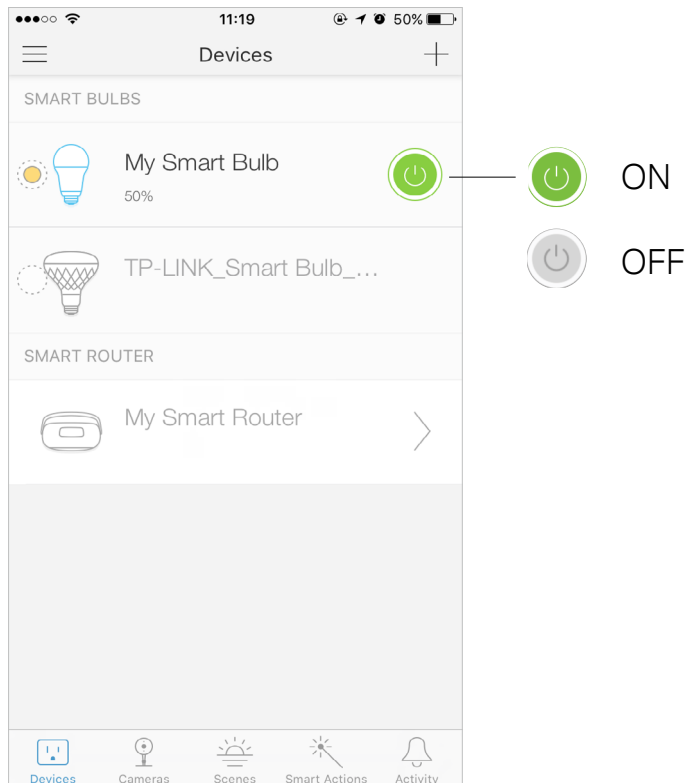 11:19 50%
Devices
SMART BULBS
My Smart Bulb
50%
ON
OFF
TP-LINK_Smart Bulb_...
SMART ROUTER
My Smart Router
Devices Cameras Scenes Smart Actions Activity